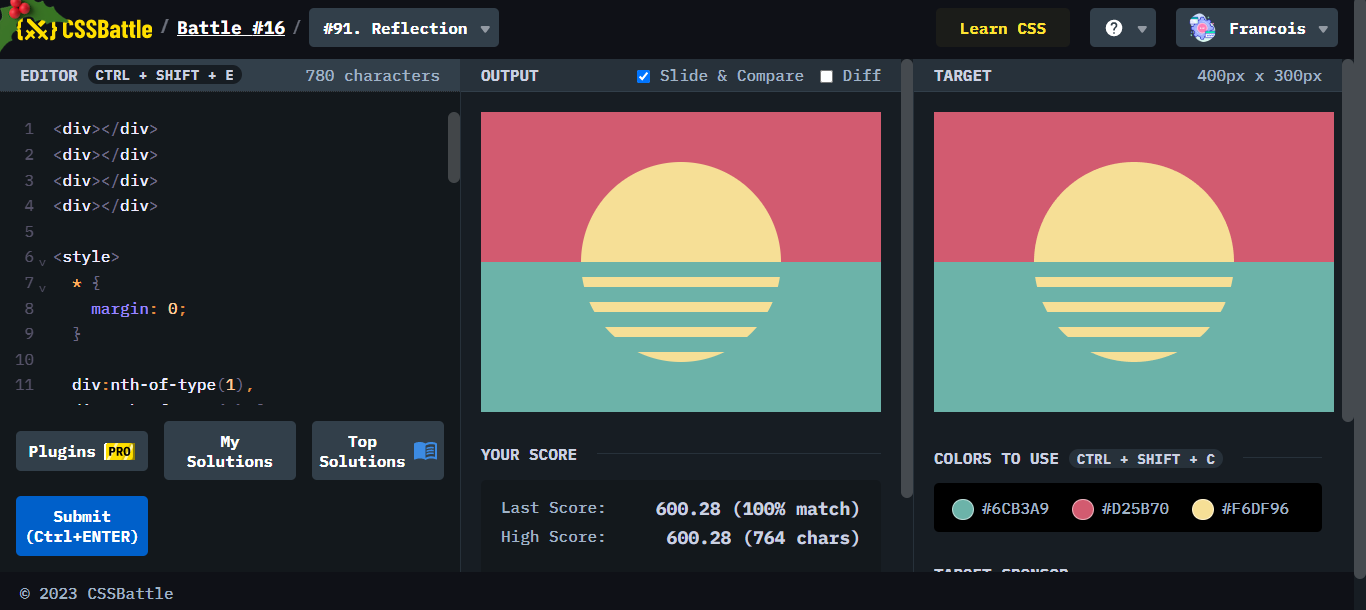 CSSBattle / Battle #16 / #91. Reflection Learn CSS ? Francois
EDITOR CTRL + SHIFT + E 780 characters
OUTPUT Slide & Compare Diff
TARGET 400px x 300px
1 <div></div>
2 <div></div>
3 <div></div>
4 <div></div>
5
6 <style>
7 * {
8 margin: 0;
9 }
10
11 div:nth-of-type(1),
Plugins PRO
My
Solutions
Top
Solutions
Submit
(Ctrl+ENTER)
YOUR SCORE
Last Score: 600.28 (100% match)
High Score: 600.28 (764 chars)
COLORS TO USE CTRL + SHIFT + C
#6CB3A9 #D25B70 #F6DF96
TARGET SPONSOR
© 2023 CSSBattle